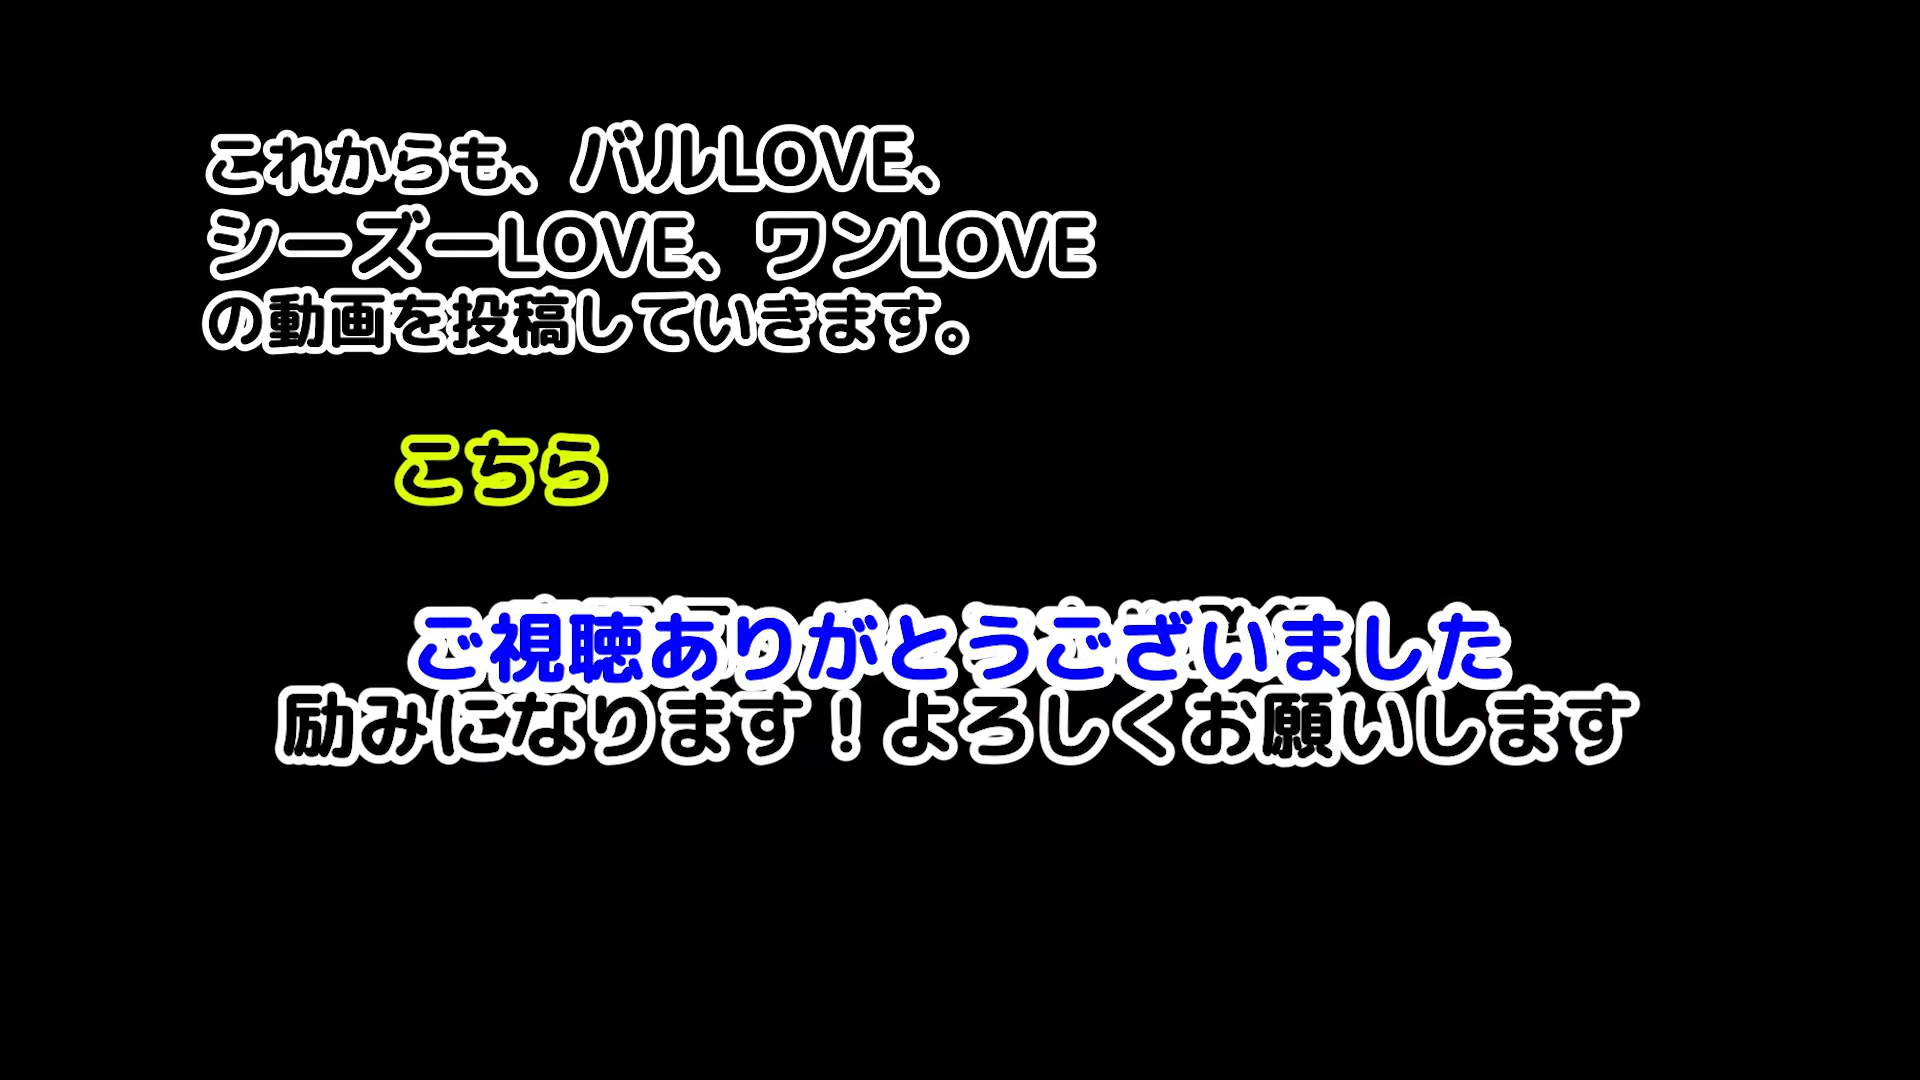 これからも、バルLOVE、
シーズーLOVE、ワンLOVE
の動画を投稿していきます。
こちら
ご視聴ありがとうございました
励みになります！よろしくお願いします